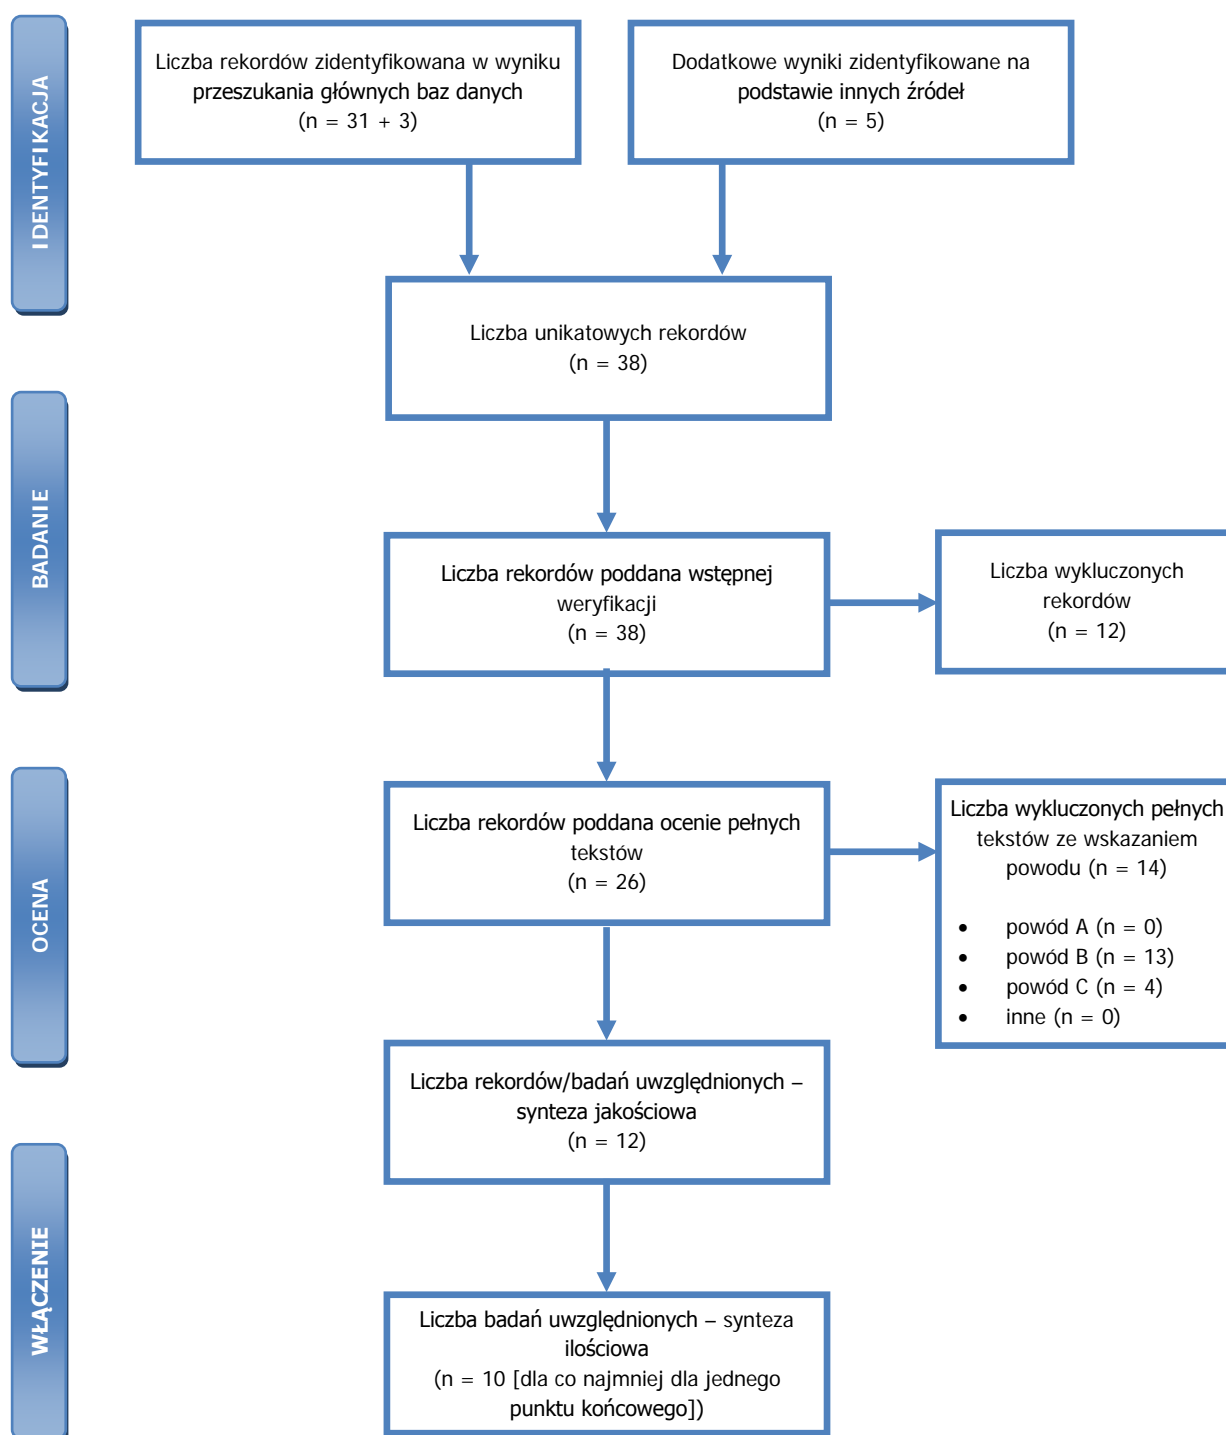 IDENTYFIKACJA
Liczba rekordów zidentyfikowana w wyniku
przeszukania głównych baz danych
(n = 31 + 3)
Dodatkowe wyniki zidentyfikowane na
podstawie innych źródeł
(n = 5)
Liczba unikatowych rekordów
(n = 38)
BADANIE
Liczba rekordów poddana wstępnej
weryfikacji
(n = 38)
Liczba wykluczonych
rekordów
(n = 12)
OCENA
Liczba rekordów poddana ocenie pełnych
tekstów
(n = 26)
Liczba wykluczonych pełnych
tekstów ze wskazaniem
powodu (n = 14)
• powód A (n = 0)
• powód B (n = 13)
• powód C (n = 4)
• inne (n = 0)
Liczba rekordów/badań uwzględnionych –
synteza jakościowa
(n = 12)
WŁĄCZENIE
Liczba badań uwzględnionych – synteza
ilościowa
(n = 10 [dla co najmniej dla jednego
punktu końcowego])